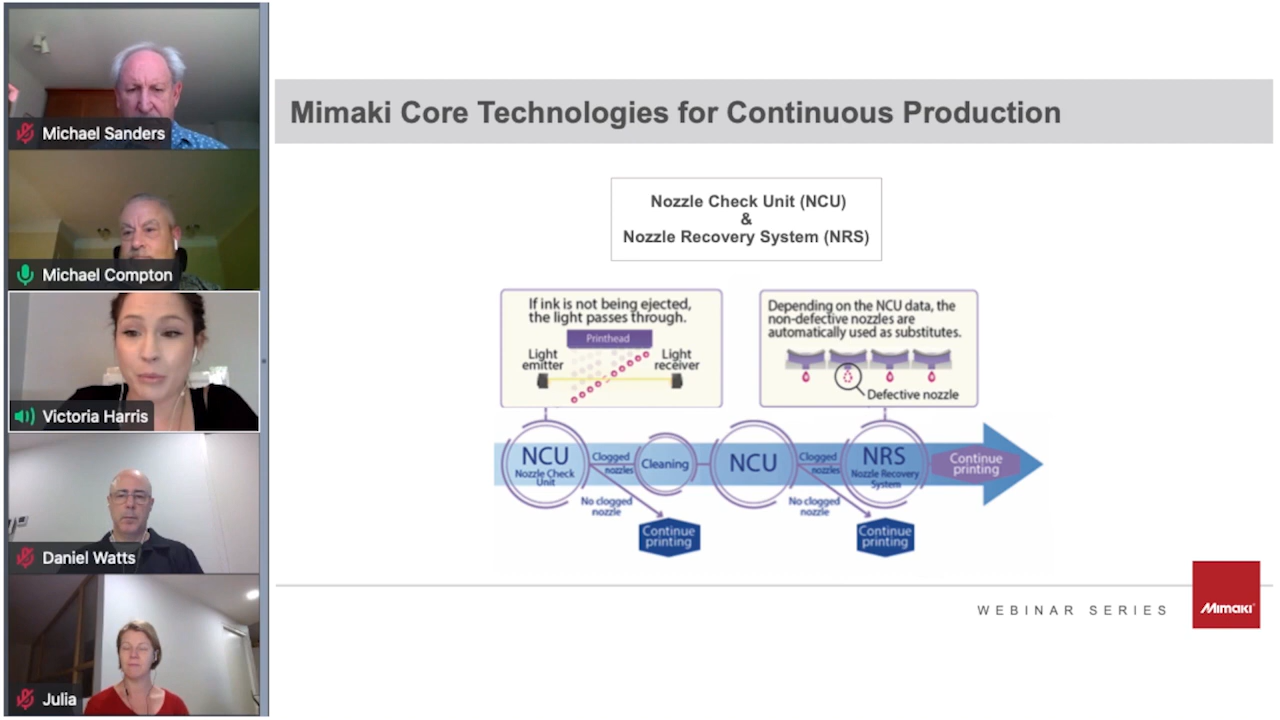 Michael Sanders
Michael Compton
Victoria Harris
Daniel Watts
Julia
Mimaki Core Technologies for Continuous Production
Nozzle Check Unit (NCU)
&
Nozzle Recovery System (NRS)
If ink is not being ejected,
the light passes through.
Printhead
Light
emitter
Light
receiver
Depending on the NCU data, the
non-defective nozzles are
automatically used as substitutes.
Defective nozzle
NCU
Nozzle Check
Unit
Clogged
nozzles
Cleaning
No clogged
nozzle
Continue
printing
NCU
Clogged
nozzles
No clogged
nozzle
Continue
printing
NRS
Nozzle Recovery
System
Continue
printing
WEBINAR SERIES
Mimaki